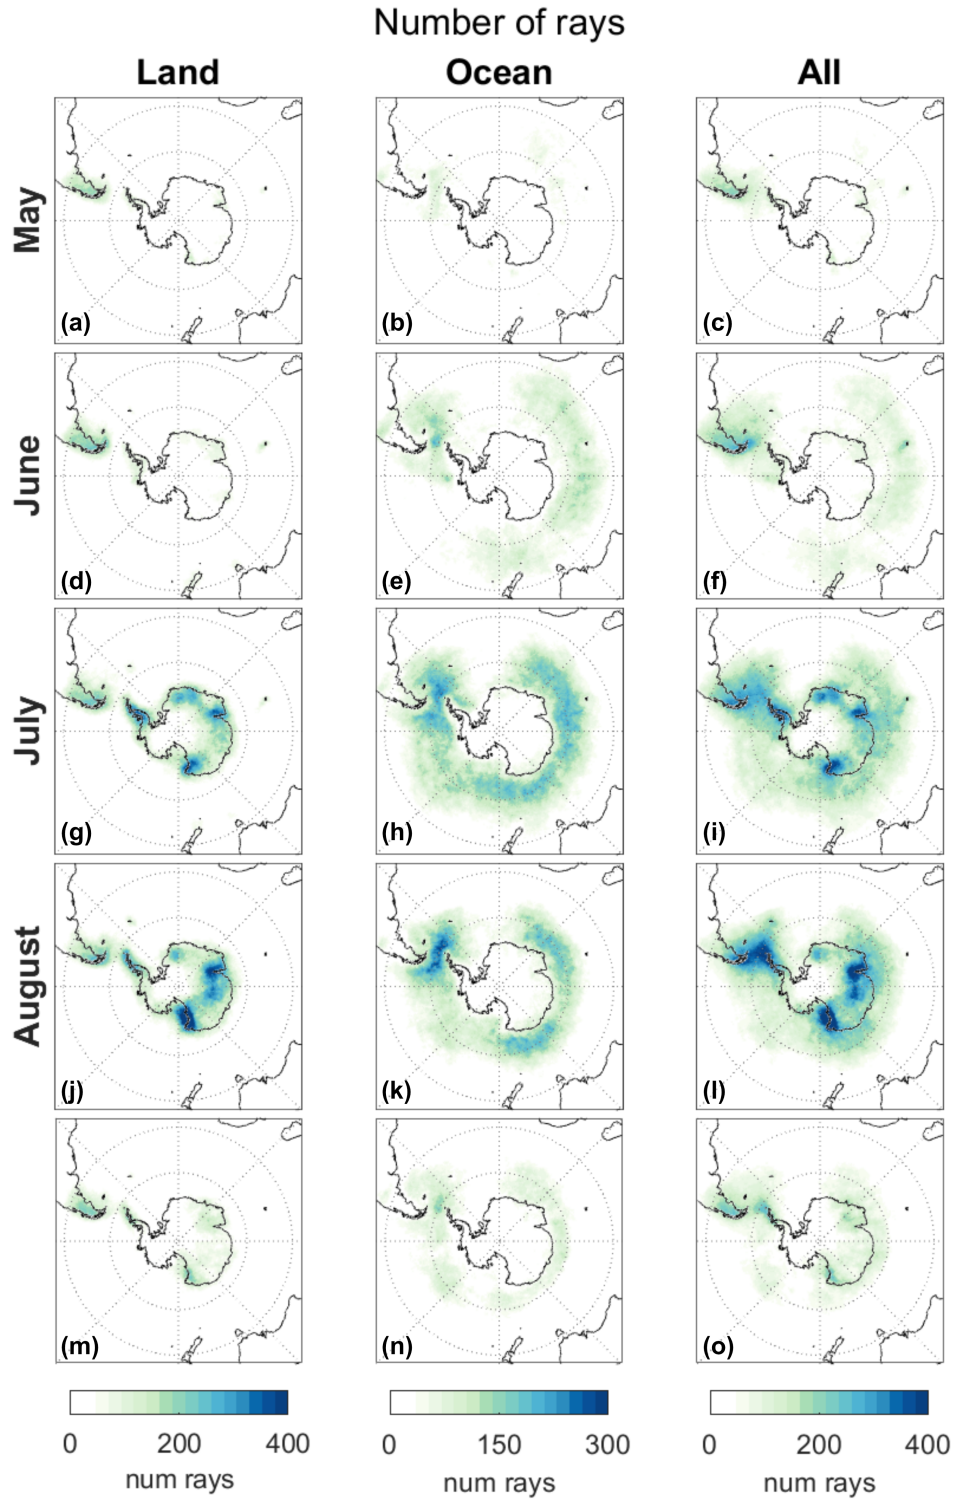 Number of rays
Land Ocean All
May
(a) (b) (c)
June
(d) (e) (f)
July
(g) (h) (i)
August
(j) (k) (l)
(m) (n) (o)
0 200 400 0 150 300 0 200 400
num rays num rays num rays